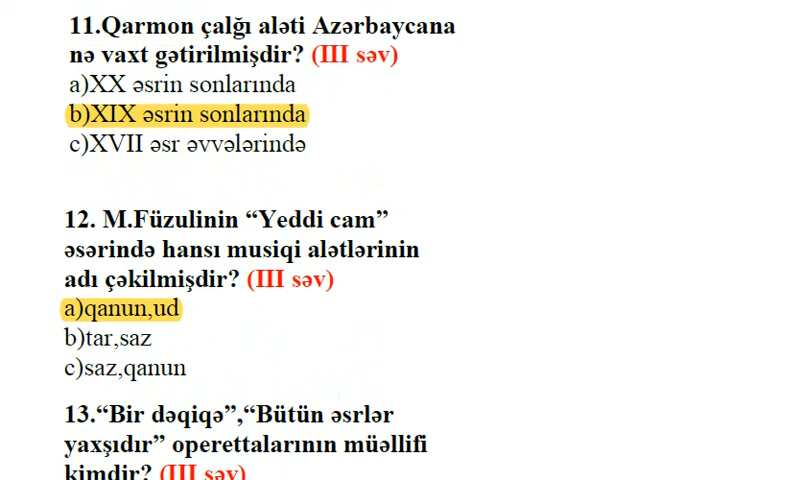 11.Qarmon çalğı aləti Azərbaycana
nə vaxt gətirilmişdir? (III səv)
a)XX əsrin sonlarında
b)XIX əsrin sonlarında
c)XVII əsr əvvələrində
12. M.Füzulinin “Yeddi cam”
əsərində hansı musiqi alətlərinin
adı çəkilmişdir? (III səv)
a)qanun,ud
b)tar,saz
c)saz,qanun
13.“Bir dəqiqə”,“Bütün əsrlər
yaxşıdır” operettalarının müəllifi
kimdir? (III səv)